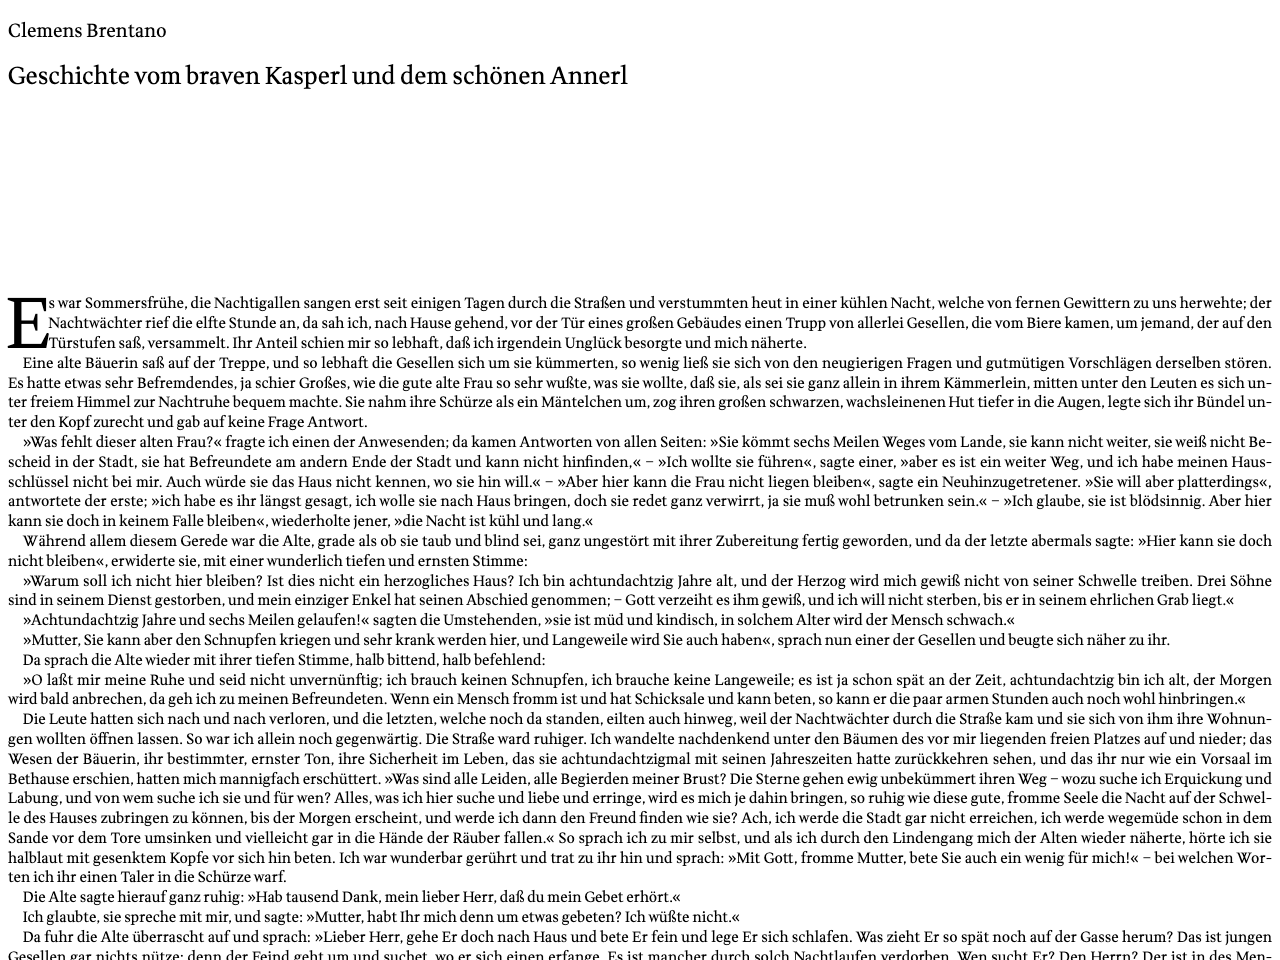 Clemens Brentano
Geschichte vom braven Kasperl und dem schönen Annerl
Es war Sommersfrühe, die Nachtigallen sangen erst seit einigen Tagen durch die Straßen und verstummten heut in einer kühlen Nacht, welche von fernen Gewittern zu uns herwehte; der
Nachtwächter rief die elfte Stunde an, da sah ich, nach Hause gehend, vor der Tür eines großen Gebäudes einen Trupp von allerlei Gesellen, die vom Biere kamen, um jemand, der auf den
Türstufen saß, versammelt. Ihr Anteil schien mir so lebhaft, daß ich irgendein Unglück besorgte und mich näherte.
Eine alte Bäuerin saß auf der Treppe, und so lebhaft die Gesellen sich um sie kümmerten, so wenig ließ sie sich von den neugierigen Fragen und gutmütigen Vorschlägen derselben stören.
Es hatte etwas sehr Befremdendes, ja schier Großes, wie die gute alte Frau so sehr wußte, was sie wollte, daß sie, als sei sie ganz allein in ihrem Kämmerlein, mitten unter den Leuten es sich un-
ter freiem Himmel zur Nachtruhe bequem machte. Sie nahm ihre Schürze als ein Mäntelchen um, zog ihren großen schwarzen, wachsleinenen Hut tiefer in die Augen, legte sich ihr Bündel un-
ter den Kopf zurecht und gab auf keine Frage Antwort.
»Was fehlt dieser alten Frau?« fragte ich einen der Anwesenden; da kamen Antworten von allen Seiten: »Sie kömmt sechs Meilen Weges vom Lande, sie kann nicht weiter, sie weiß nicht Be-
scheid in der Stadt, sie hat Befreundete am andern Ende der Stadt und kann nicht hinfinden,« – »Ich wollte sie führen«, sagte einer, »aber es ist ein weiter Weg, und ich habe meinen Haus-
schlüssel nicht bei mir. Auch würde sie das Haus nicht kennen, wo sie hin will.« – »Aber hier kann die Frau nicht liegen bleiben«, sagte ein Neuhinzugetretener. »Sie will aber platterdings«,
antwortete der erste; »ich habe es ihr längst gesagt, ich wolle sie nach Haus bringen, doch sie redet ganz verwirrt, ja sie muß wohl betrunken sein.« – »Ich glaube, sie ist blödsinnig. Aber hier
kann sie doch in keinem Falle bleiben«, wiederholte jener, »die Nacht ist kühl und lang.«
Während allem diesem Gerede war die Alte, grade als ob sie taub und blind sei, ganz ungestört mit ihrer Zubereitung fertig geworden, und da der letzte abermals sagte: »Hier kann sie doch
nicht bleiben«, erwiderte sie, mit einer wunderlich tiefen und ernsten Stimme:
»Warum soll ich nicht hier bleiben? Ist dies nicht ein herzogliches Haus? Ich bin achtundachtzig Jahre alt, und der Herzog wird mich gewiß nicht von seiner Schwelle treiben. Drei Söhne
sind in seinem Dienst gestorben, und mein einziger Enkel hat seinen Abschied genommen; – Gott verzeiht es ihm gewiß, und ich will nicht sterben, bis er in seinem ehrlichen Grab liegt.«
»Achtundachtzig Jahre und sechs Meilen gelaufen!« sagten die Umstehenden, »sie ist müd und kindisch, in solchem Alter wird der Mensch schwach.«
»Mutter, Sie kann aber den Schnupfen kriegen und sehr krank werden hier, und Langeweile wird Sie auch haben«, sprach nun einer der Gesellen und beugte sich näher zu ihr.
Da sprach die Alte wieder mit ihrer tiefen Stimme, halb bittend, halb befehlend:
»O laßt mir meine Ruhe und seid nicht unvernünftig; ich brauch keinen Schnupfen, ich brauche keine Langeweile; es ist ja schon spät an der Zeit, achtundachtzig bin ich alt, der Morgen
wird bald anbrechen, da geh ich zu meinen Befreundeten. Wenn ein Mensch fromm ist und hat Schicksale und kann beten, so kann er die paar armen Stunden auch noch wohl hinbringen.«
Die Leute hatten sich nach und nach verloren, und die letzten, welche noch da standen, eilten auch hinweg, weil der Nachtwächter durch die Straße kam und sie sich von ihm ihre Wohnun-
gen wollten öffnen lassen. So war ich allein noch gegenwärtig. Die Straße ward ruhiger. Ich wandelte nachdenkend unter den Bäumen des vor mir liegenden freien Platzes auf und nieder; das
Wesen der Bäuerin, ihr bestimmter, ernster Ton, ihre Sicherheit im Leben, das sie achtundachtzigmal mit seinen Jahreszeiten hatte zurückkehren sehen, und das ihr nur wie ein Vorsaal im
Bethause erschien, hatten mich mannigfach erschüttert. »Was sind alle Leiden, alle Begierden meiner Brust? Die Sterne gehen ewig unbekümmert ihren Weg – wozu suche ich Erquickung und
Labung, und von wem suche ich sie und für wen? Alles, was ich hier suche und liebe und erringe, wird es mich je dahin bringen, so ruhig wie diese gute, fromme Seele die Nacht auf der Schwel-
le des Hauses zubringen zu können, bis der Morgen erscheint, und werde ich dann den Freund finden wie sie? Ach, ich werde die Stadt gar nicht erreichen, ich werde wegemüde schon in dem
Sande vor dem Tore umsinken und vielleicht gar in die Hände der Räuber fallen.« So sprach ich zu mir selbst, und als ich durch den Lindengang mich der Alten wieder näherte, hörte ich sie
halblaut mit gesenktem Kopfe vor sich hin beten. Ich war wunderbar gerührt und trat zu ihr hin und sprach: »Mit Gott, fromme Mutter, bete Sie auch ein wenig für mich!« – bei welchen Wor-
ten ich ihr einen Taler in die Schürze warf.
Die Alte sagte hierauf ganz ruhig: »Hab tausend Dank, mein lieber Herr, daß du mein Gebet erhört.«
Ich glaubte, sie spreche mit mir, und sagte: »Mutter, habt Ihr mich denn um etwas gebeten? Ich wüßte nicht.«
Da fuhr die Alte überrascht auf und sprach: »Lieber Herr, gehe Er doch nach Haus und bete Er fein und lege Er sich schlafen. Was zieht Er so spät noch auf der Gasse herum? Das ist jungen
Gesellen gar nichts nütze; denn der Feind geht um und suchet, wo er sich einen erfange. Es ist mancher durch solch Nachtlaufen verdorben. Wen sucht Er? Den Herrn? Der ist in des Men-